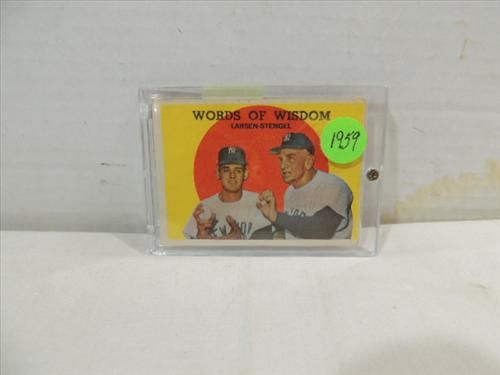 WORDS OF WISDOM
LARSEN-STENGEL
1959